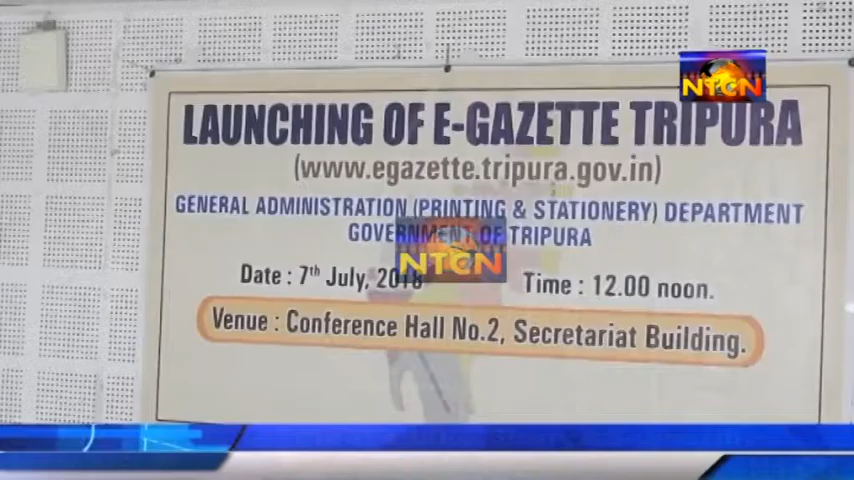 NTCN
LAUNCHING OF E-GAZETTE TRIPURA
(www.egazette.tripura.gov.in)
GENERAL ADMINISTRATION (PRINTING & STATIONERY) DEPARTMENT
GOVERNMENT OF TRIPURA
NTCN
Date : 7th July, 2018 Time : 12.00 noon.
Venue : Conference Hall No.2, Secretariat Building.